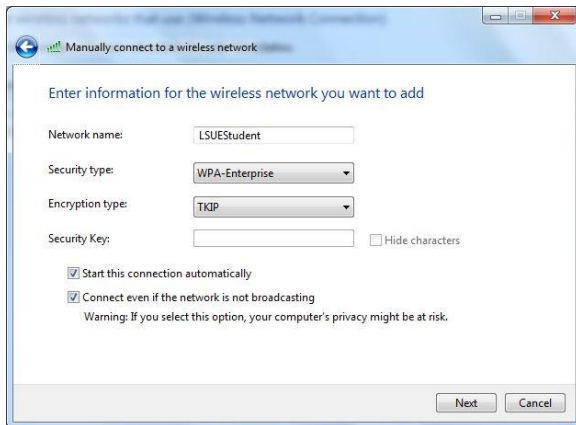 Manually connect to a wireless network
Enter information for the wireless network you want to add
Network name: LSUEStudent
Security type: WPA-Enterprise
Encryption type: TKIP
Security Key: Hide characters
Start this connection automatically
Connect even if the network is not broadcasting
Warning: If you select this option, your computer's privacy might be at risk.
Next Cancel